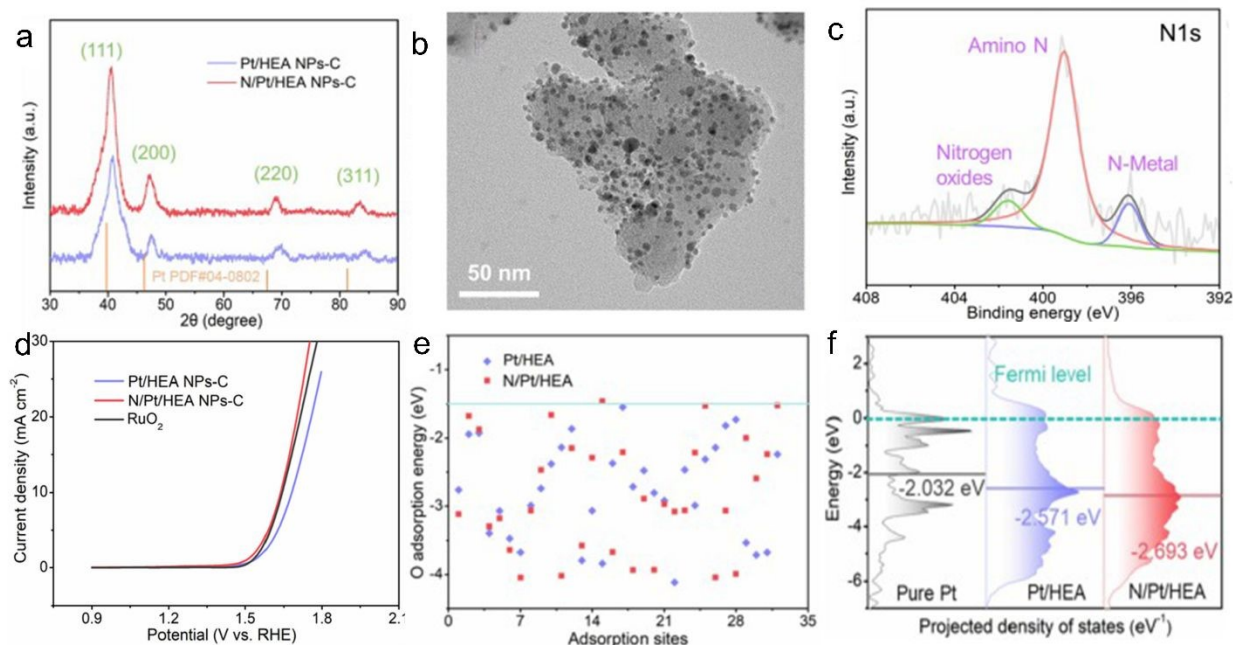 a
(111)
Pt/HEA NPs-C
N/Pt/HEA NPs-C
(200)
(220)
(311)
Pt PDF#04-0802
Intensity (a.u.)
30 40 50 60 70 80 90
2θ (degree)
b
50 nm
c
N1s
Amino N
Nitrogen
oxides
N-Metal
Intensity (a.u.)
408 404 400 396 392
Binding energy (eV)
d
30
20
10
0
Pt/HEA NPs-C
N/Pt/HEA NPs-C
RuO₂
Current density (mA cm⁻²)
0.9 1.2 1.5 1.8 2.1
Potential (V vs. RHE)
e
Pt/HEA
N/Pt/HEA
-1
-2
-3
-4
O adsorption energy (eV)
0 7 14 21 28 35
Adsorption sites
f
Fermi level
2
0
-2
-4
-6
Energy (eV)
-2.032 eV
-2.571 eV
-2.693 eV
Pure Pt
Pt/HEA
N/Pt/HEA
Projected density of states (eV⁻¹)